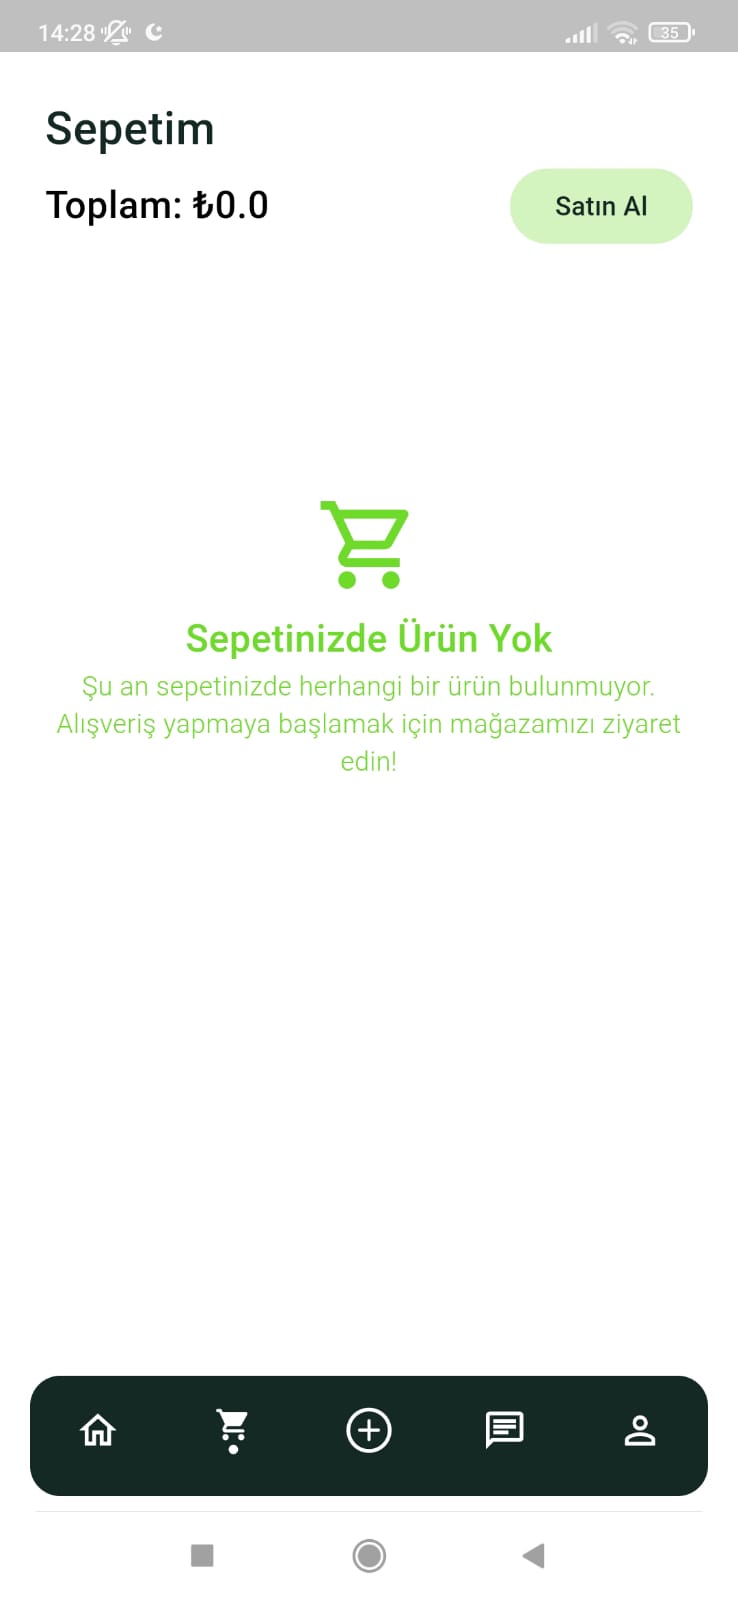 14:28
35
Sepetim
Toplam: ₺0.0
Satın Al
Sepetinizde Ürün Yok
Şu an sepetinizde herhangi bir ürün bulunmuyor.
Alışveriş yapmaya başlamak için mağazamızı ziyaret
edin!